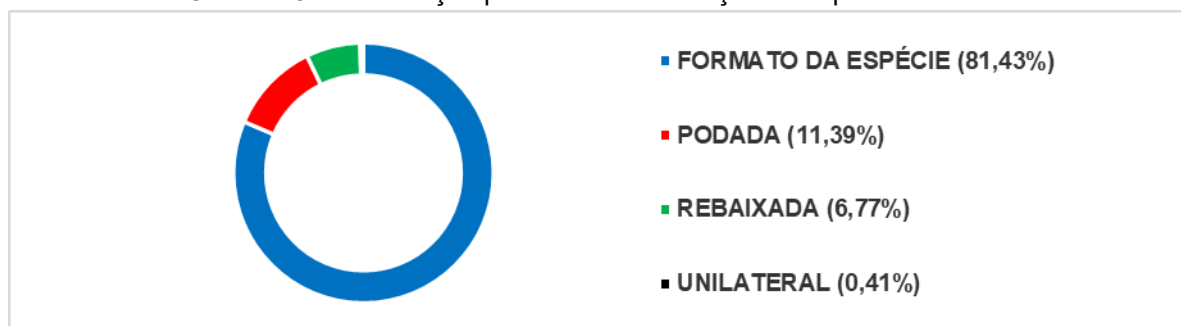 FORMATO DA ESPÉCIE (81,43%)
PODADA (11,39%)
REBAIXADA (6,77%)
UNILATERAL (0,41%)